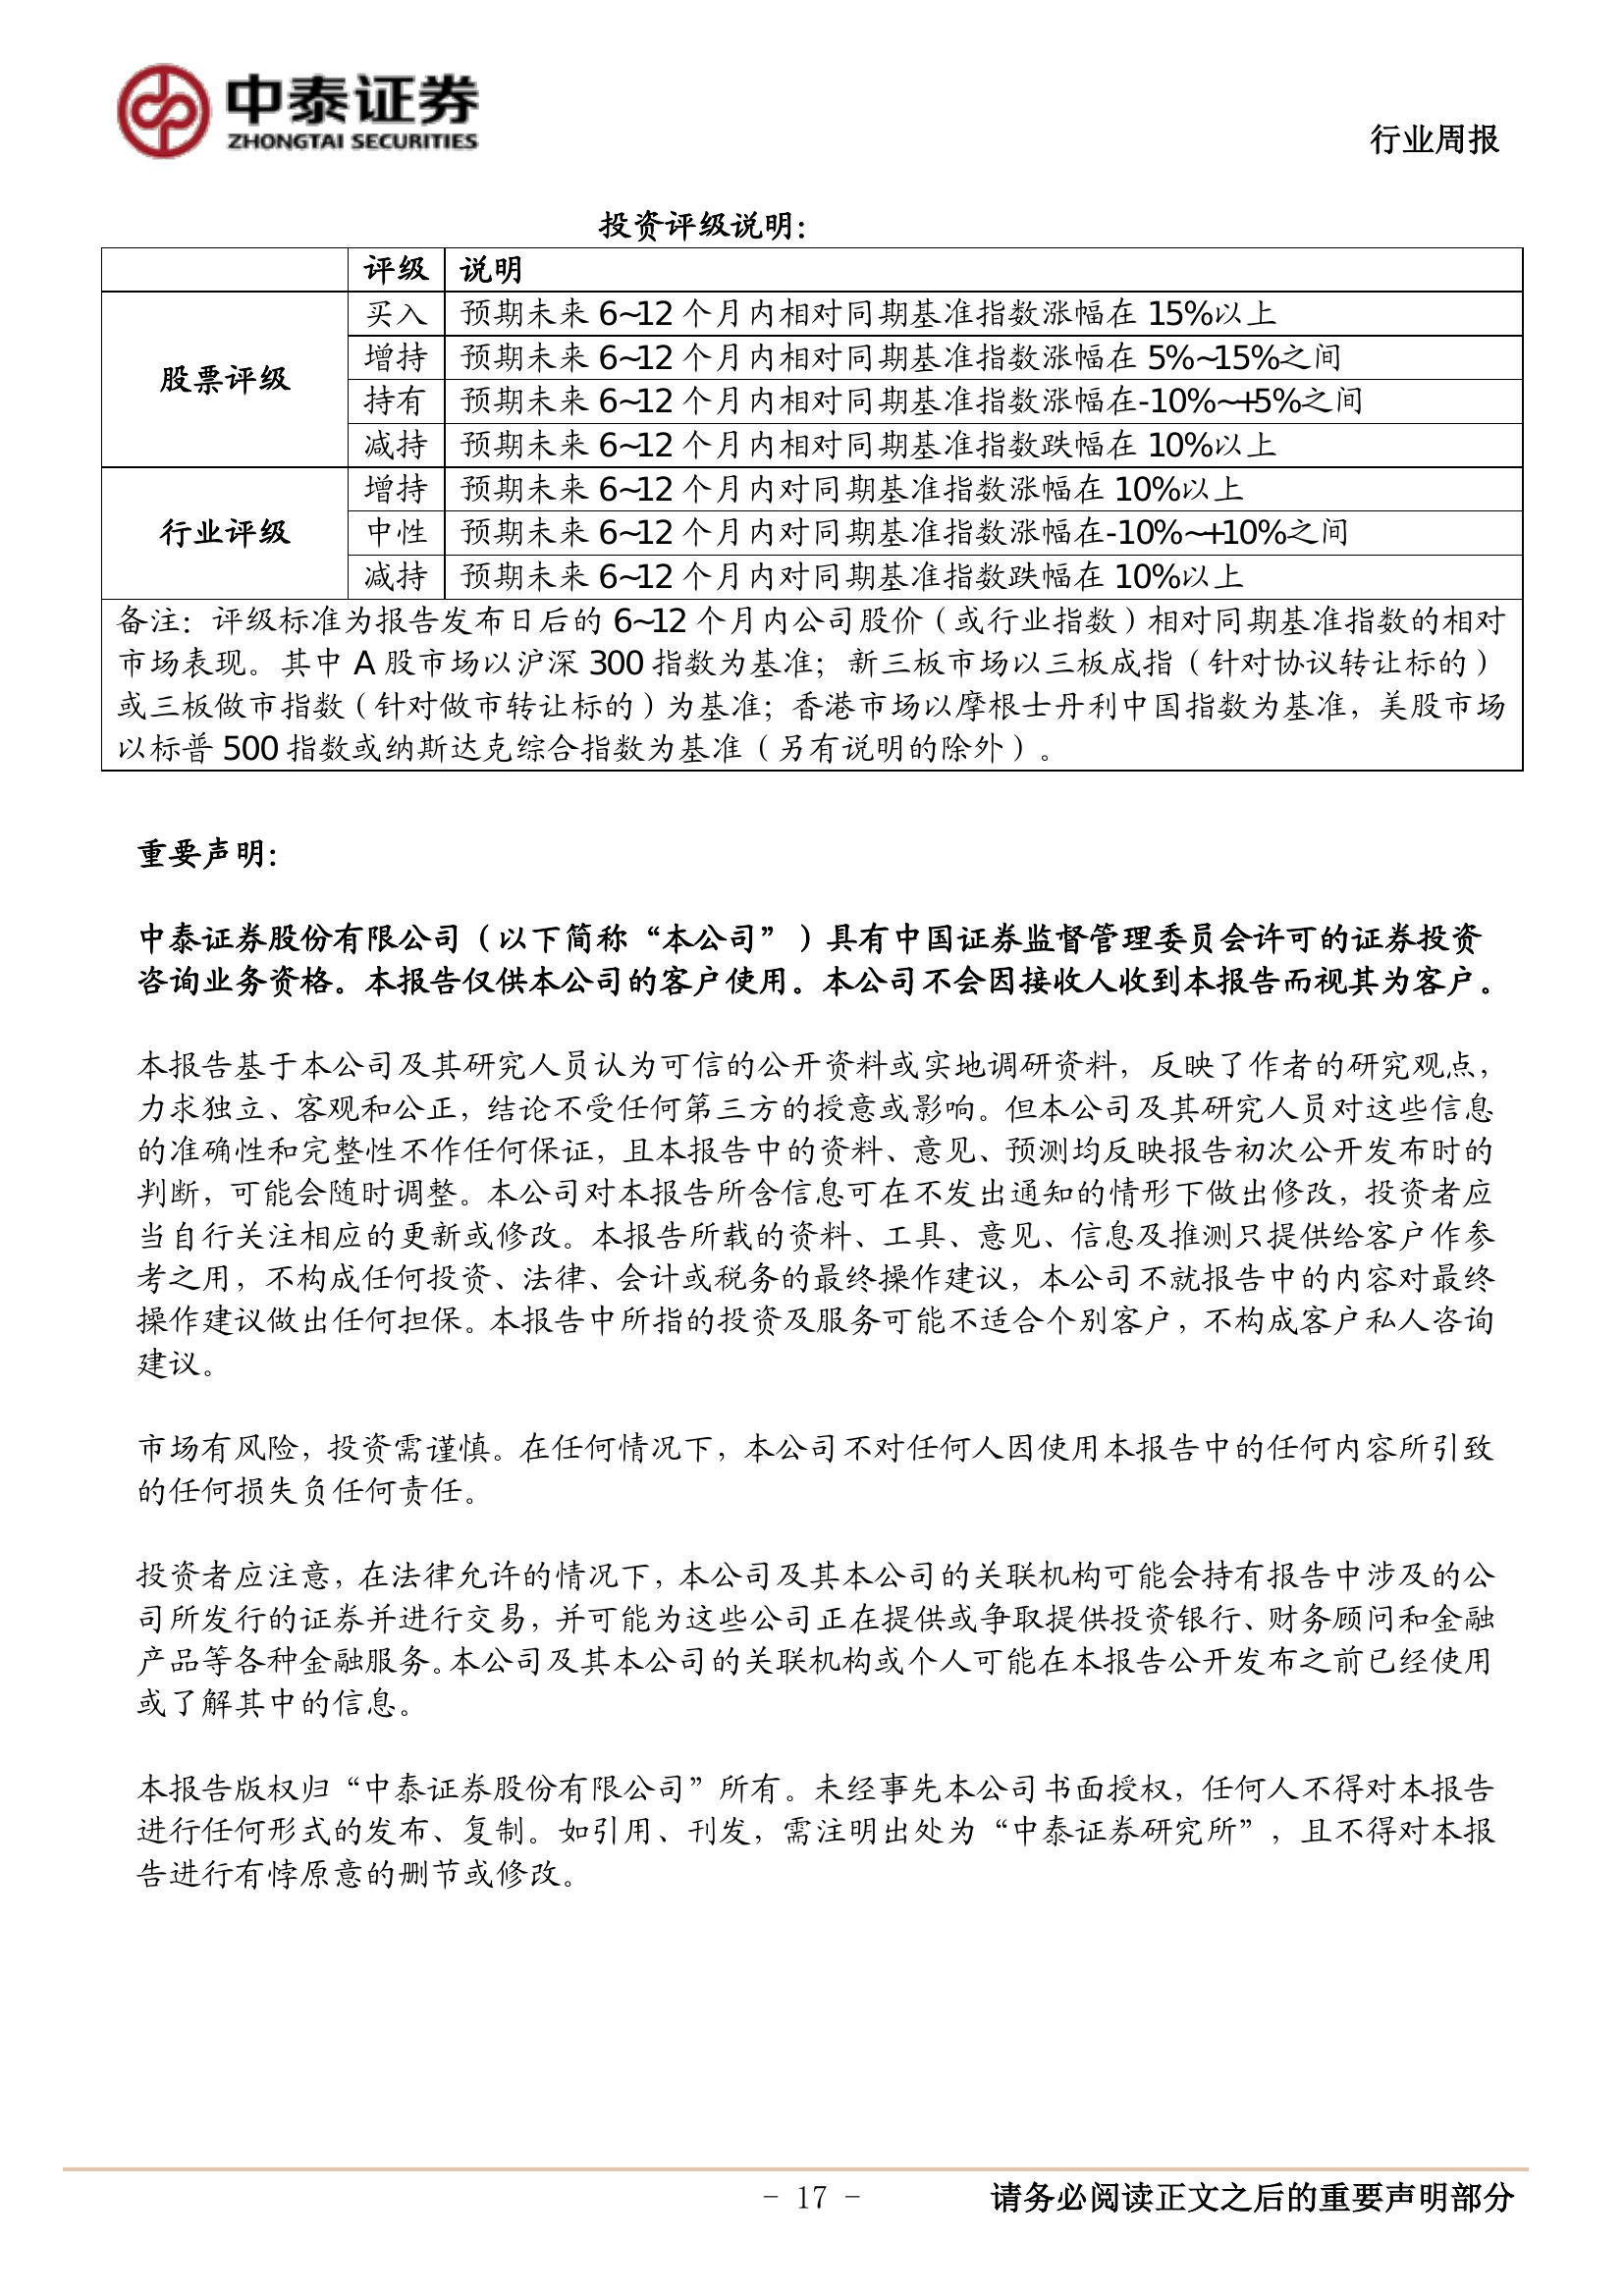 中泰证券
ZHONGTAI SECURITIES
行业周报
投资评级说明：
评级 说明
股票评级
买入 预期未来 6~12 个月内相对同期基准指数涨幅在 15%以上
增持 预期未来 6~12 个月内相对同期基准指数涨幅在 5%~15%之间
持有 预期未来 6~12 个月内相对同期基准指数涨幅在-10%~+5%之间
减持 预期未来 6~12 个月内相对同期基准指数跌幅在 10%以上
行业评级
增持 预期未来 6~12 个月内对同期基准指数涨幅在 10%以上
中性 预期未来 6~12 个月内对同期基准指数涨幅在-10%~+10%之间
减持 预期未来 6~12 个月内对同期基准指数跌幅在 10%以上
备注：评级标准为报告发布日后的 6~12 个月内公司股价（或行业指数）相对同期基准指数的相对
市场表现。其中 A 股市场以沪深 300 指数为基准；新三板市场以三板成指（针对协议转让标的）
或三板做市指数（针对做市转让标的）为基准；香港市场以摩根士丹利中国指数为基准，美股市场
以标普 500 指数或纳斯达克综合指数为基准（另有说明的除外）。
重要声明：
中泰证券股份有限公司（以下简称“本公司”）具有中国证券监督管理委员会许可的证券投资
咨询业务资格。本报告仅供本公司的客户使用。本公司不会因接收人收到本报告而视其为客户。
本报告基于本公司及其研究人员认为可信的公开资料或实地调研资料，反映了作者的研究观点，
力求独立、客观和公正，结论不受任何第三方的授意或影响。但本公司及其研究人员对这些信息
的准确性和完整性不作任何保证，且本报告中的资料、意见、预测均反映报告初次公开发布时的
判断，可能会随时调整。本公司对本报告所含信息可在不发出通知的情形下做出修改，投资者应
当自行关注相应的更新或修改。本报告所载的资料、工具、意见、信息及推测只提供给客户作参
考之用，不构成任何投资、法律、会计或税务的最终操作建议，本公司不就报告中的内容对最终
操作建议做出任何担保。本报告中所指的投资及服务可能不适合个别客户，不构成客户私人咨询
建议。
市场有风险，投资需谨慎。在任何情况下，本公司不对任何人因使用本报告中的任何内容所引致
的任何损失负任何责任。
投资者应注意，在法律允许的情况下，本公司及其本公司的关联机构可能会持有报告中涉及的公
司所发行的证券并进行交易，并可能为这些公司正在提供或争取提供投资银行、财务顾问和金融
产品等各种金融服务。本公司及其本公司的关联机构或个人可能在本报告公开发布之前已经使用
或了解其中的信息。
本报告版权归“中泰证券股份有限公司”所有。未经事先本公司书面授权，任何人不得对本报告
进行任何形式的发布、复制。如引用、刊发，需注明出处为“中泰证券研究所”，且不得对本报
告进行有悖原意的删节或修改。
- 17 -
请务必阅读正文之后的重要声明部分